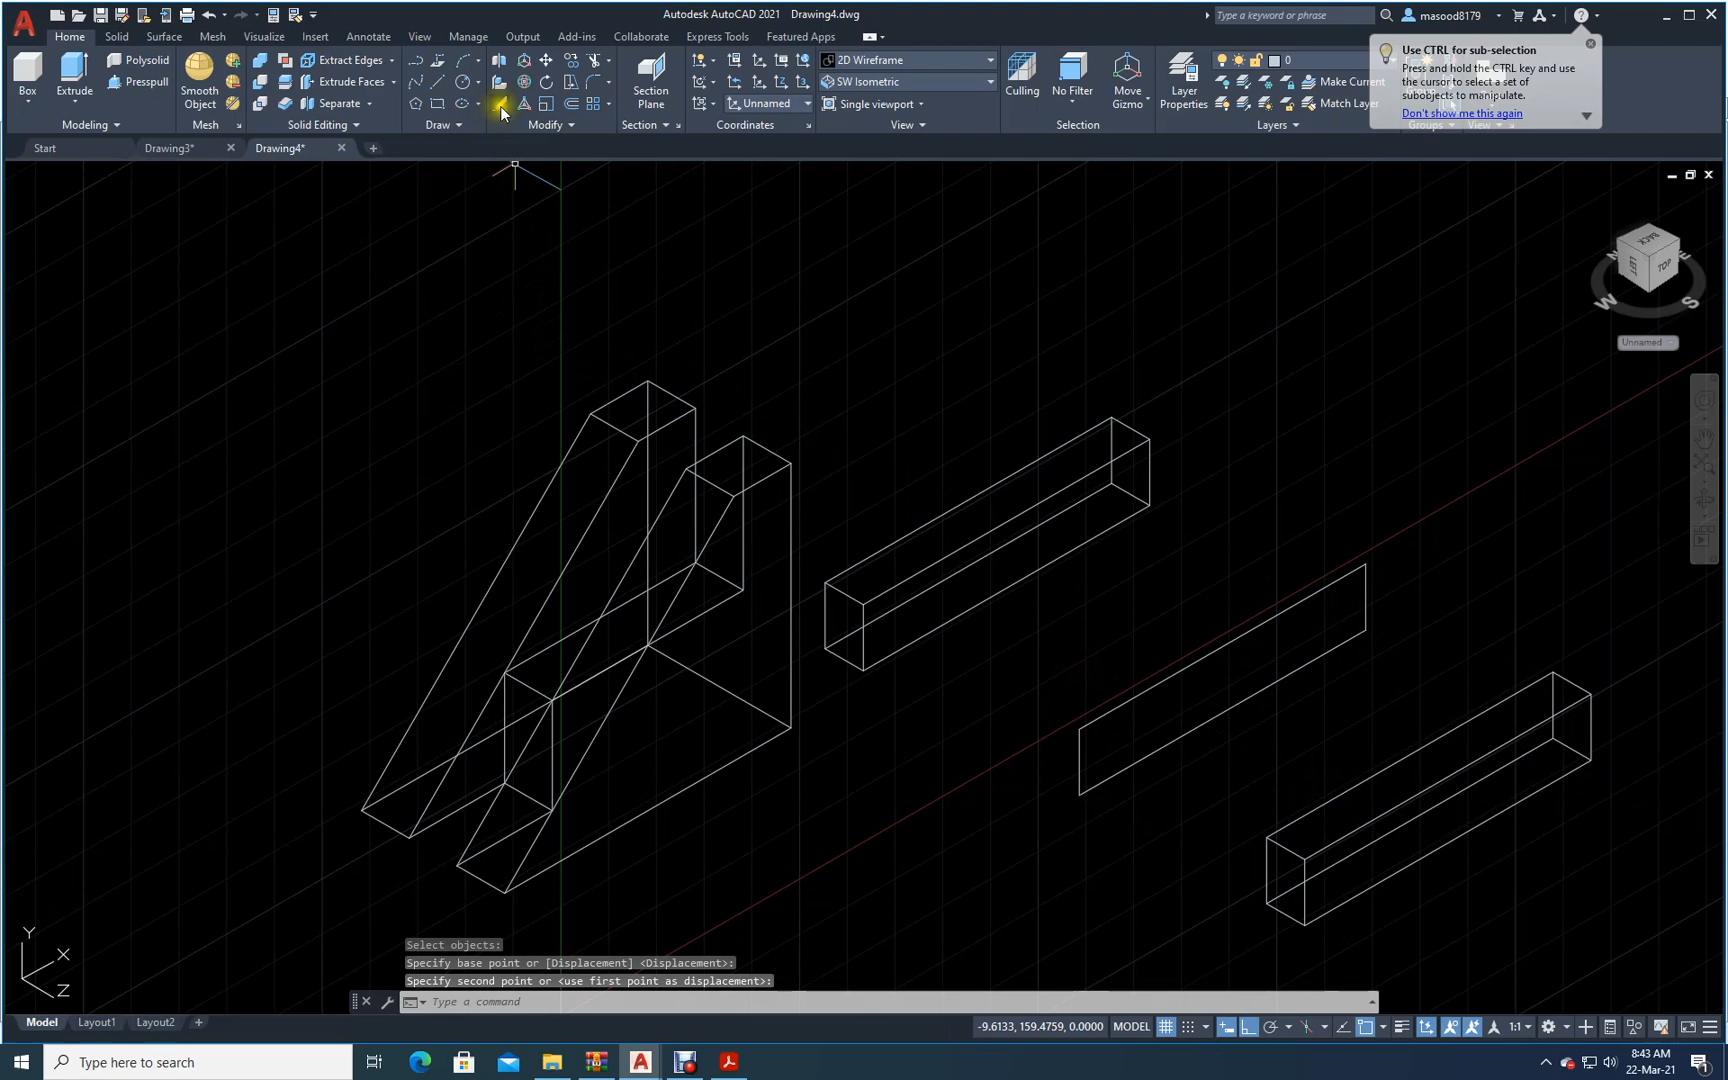 Autodesk AutoCAD 2021 Drawing4.dwg
Type a keyword or phrase
masood8179
Home Solid Surface Mesh Visualize Insert Annotate View Manage Output Add-ins Collaborate Express Tools Featured Apps
Box
Extrude
Polysolid
Presspull
Modeling
Smooth
Object
Mesh
Extract Edges
Extrude Faces
Separate
Solid Editing
Draw
Modify
Section
Plane
Section
Unnamed
Coordinates
2D Wireframe
SW Isometric
Single viewport
View
Culling
No Filter
Move
Gizmo
Selection
Layer
Properties
0
Make Current
Match Layer
Layers
Groups
View
Use CTRL for sub-selection
Press and hold the CTRL key and use
the cursor to select a set of
subobjects to manipulate.
Don't show me this again
Start
Drawing3*
Drawing4*
BACK
LEFT
TOP
W
S
Unnamed
Y
X
Z
Select objects:
Specify base point or [Displacement] <Displacement>:
Specify second point or <use first point as displacement>:
Type a command
Model Layout1 Layout2
-9.6133, 159.4759, 0.0000 MODEL
1:1
Type here to search
8:43 AM
22-Mar-21
1